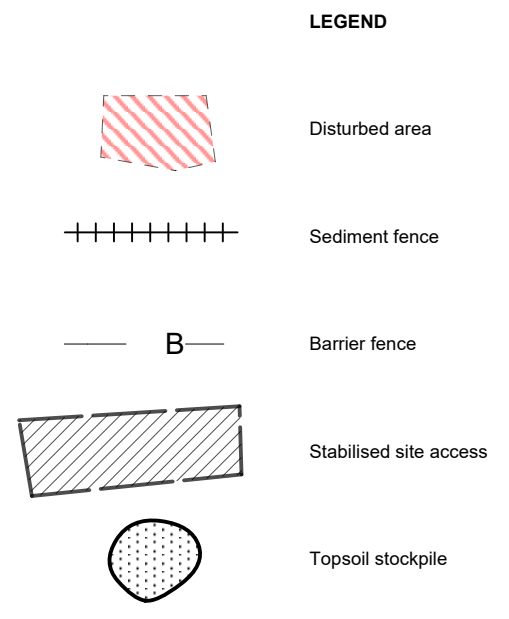 LEGEND
Disturbed area
Sediment fence
B
Barrier fence
Stabilised site access
Topsoil stockpile